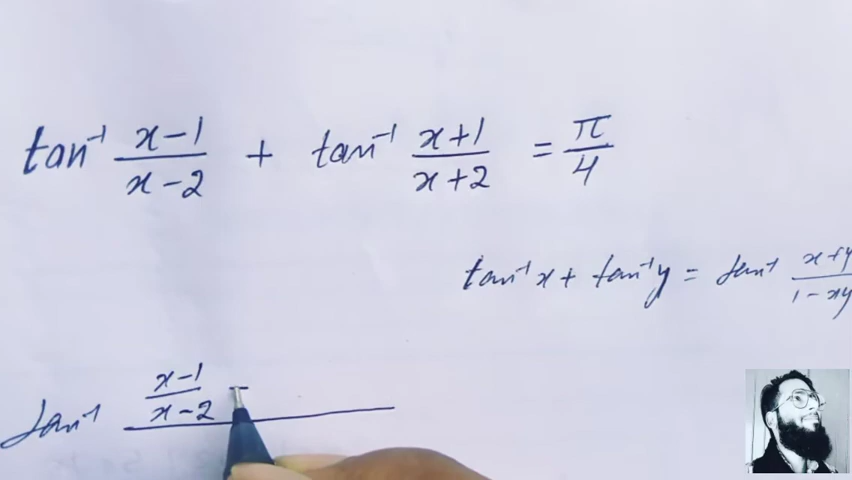 tan⁻¹ (x-1)/(x-2) + tan⁻¹ (x+1)/(x+2) = π/4
tan⁻¹x + tan⁻¹y = tan⁻¹ (x+y)/(1-xy)
tan⁻¹ (x-1)/(x-2)